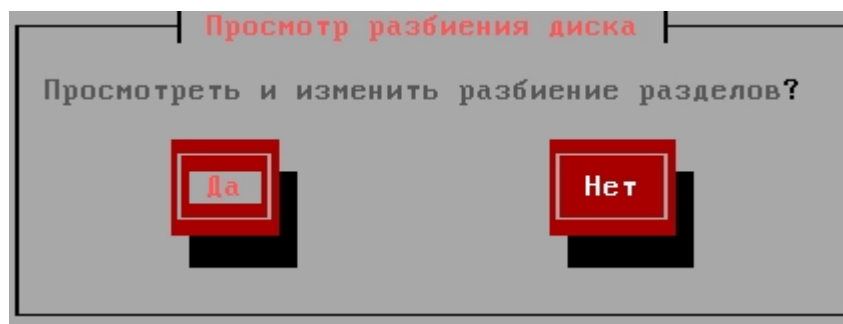 Просмотр разбиения диска
Просмотреть и изменить разбиение разделов?
Да
Нет